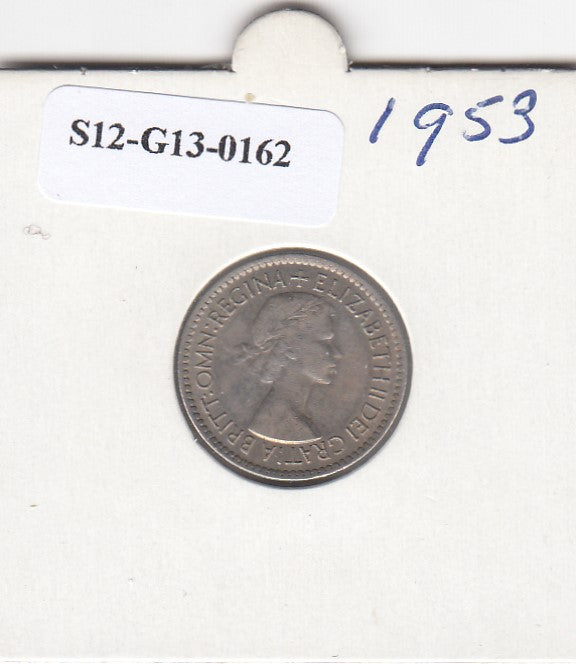 S12-G13-0162
1953
+ ELIZABETH II DEI GRATIA BRITT:OMN:REGINA